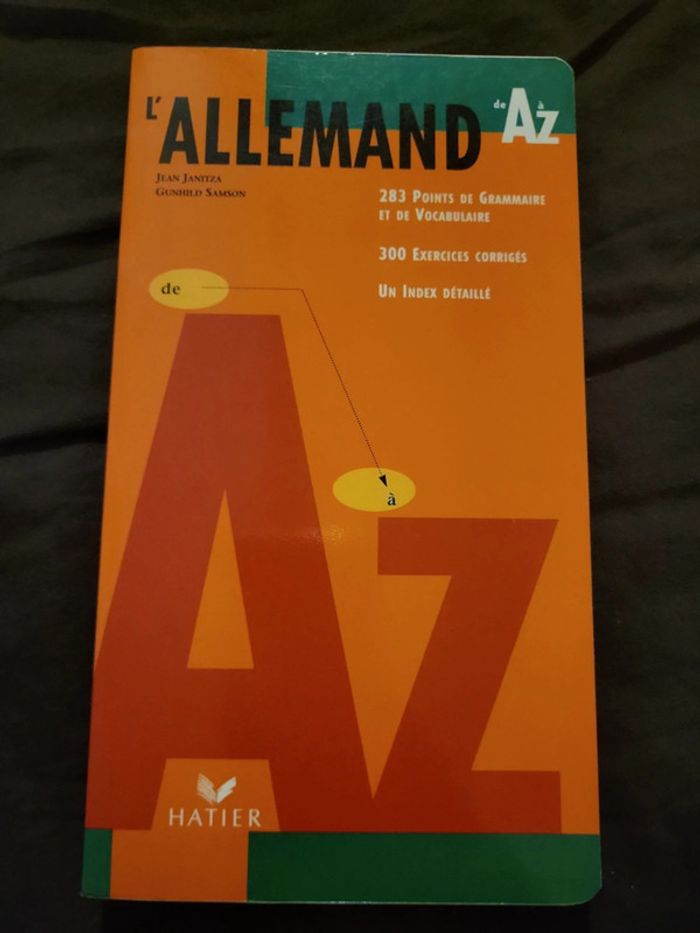 L'ALLEMAND
de A à Z
JEAN JANITZA
GUNHILD SAMSON
283 POINTS DE GRAMMAIRE
ET DE VOCABULAIRE
300 EXERCICES CORRIGÉS
UN INDEX DÉTAILLÉ
de
à
AZ
HATIER